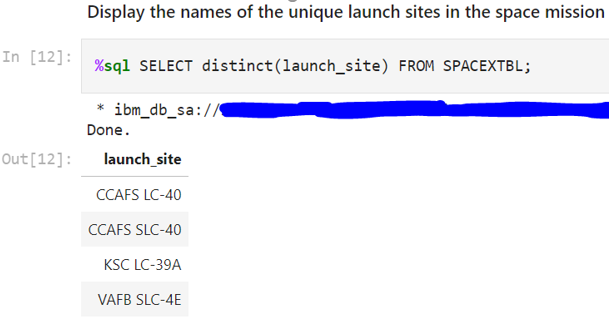 Display the names of the unique launch sites in the space mission
In [12]: %sql SELECT distinct(launch_site) FROM SPACEXTBL;
* ibm_db_sa://
Done.
Out[12]: launch_site
CCAFS LC-40
CCAFS SLC-40
KSC LC-39A
VAFB SLC-4E